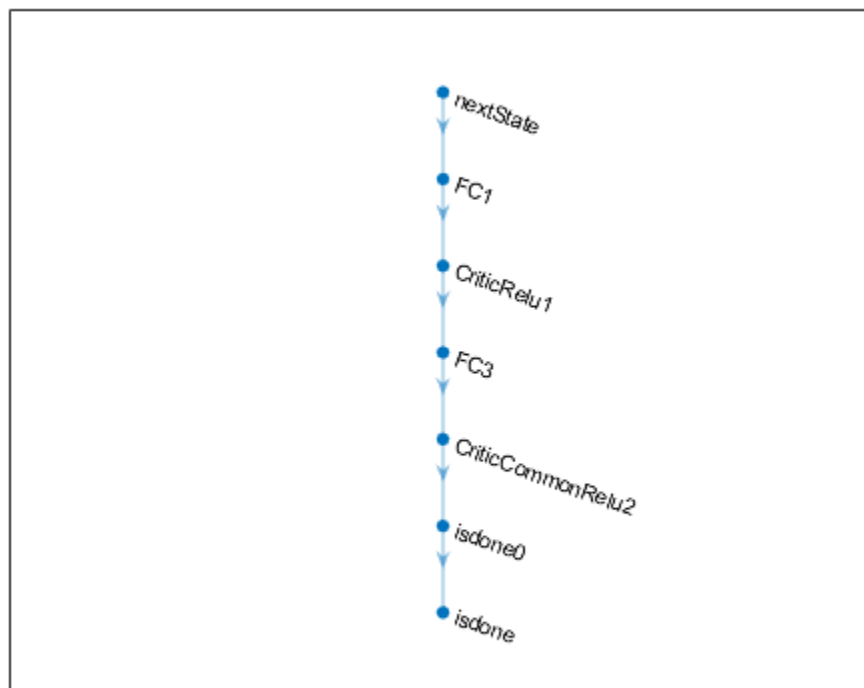 nextState
FC1
CriticRelu1
FC3
CriticCommonRelu2
isdone0
isdone